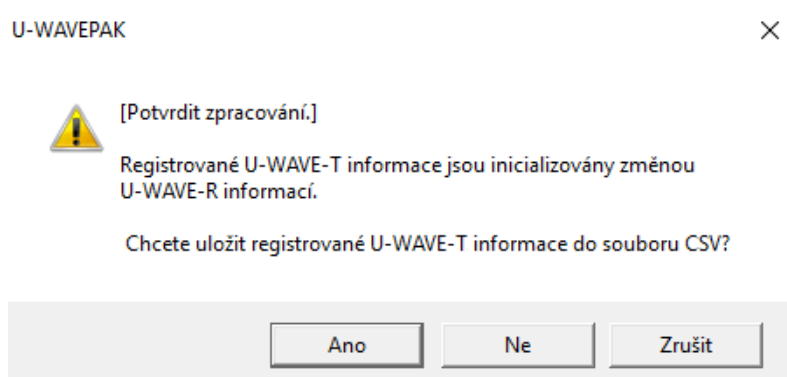 U-WAVEPAK
[Potvrdit zpracování.]
Registrované U-WAVE-T informace jsou inicializovány změnou
U-WAVE-R informací.
Chcete uložit registrované U-WAVE-T informace do souboru CSV?
Ano
Ne
Zrušit